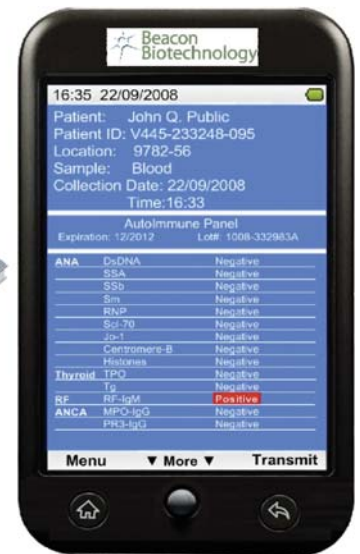 Beacon
Biotechnology
16:35 22/09/2008
Patient: John Q. Public
Patient ID: V445-233248-095
Location: 9782-56
Sample: Blood
Collection Date: 22/09/2008
Time:16:33
AutoImmune Panel
Expiration: 12/2012 Lot#: 1008-332983A
ANA DsDNA Negative
SSA Negative
SSb Negative
Sm Negative
RNP Negative
Scl-70 Negative
Jo-1 Negative
Centromere-B Negative
Histones Negative
Thyroid TPO Negative
Tg Negative
RF RF-IgM Positive
ANCA MPO-IgG Negative
PR3-IgG Negative
Menu ▼ More ▼ Transmit